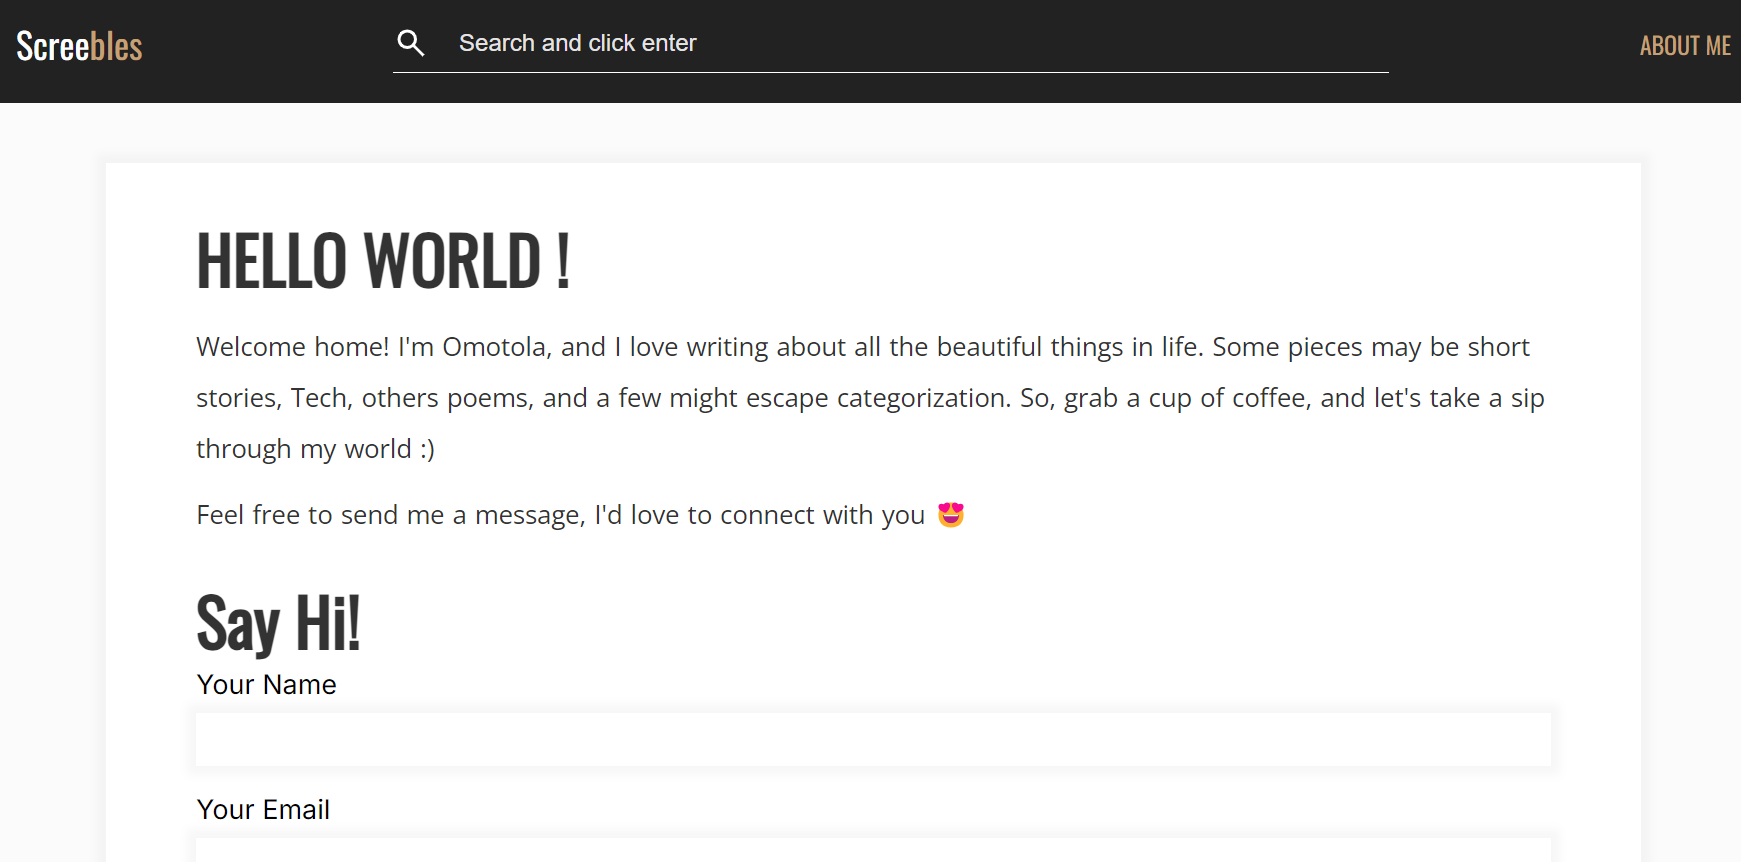 Screebles
Search and click enter
ABOUT ME
HELLO WORLD !
Welcome home! I'm Omotola, and I love writing about all the beautiful things in life. Some pieces may be short
stories, Tech, others poems, and a few might escape categorization. So, grab a cup of coffee, and let's take a sip
through my world :)
Feel free to send me a message, I'd love to connect with you 😍
Say Hi!
Your Name
Your Email